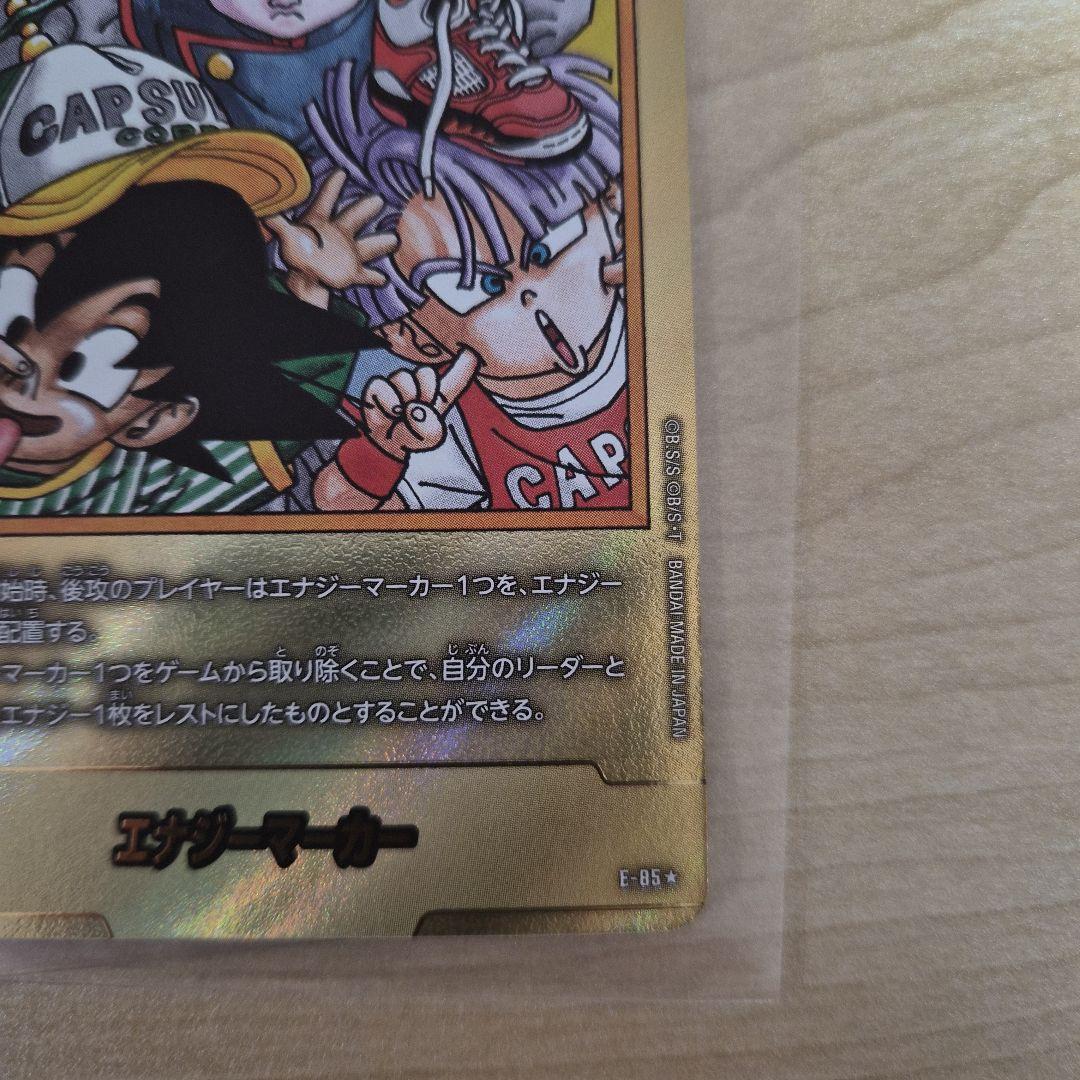 CAPSU
CORP
CAP
©B.S/S ©B/S・T BANDAI MADE IN JAPAN
始時、後攻のプレイヤーはエナジーマーカー1つを、エナジー
配置する。
マーカー1つをゲームから取り除くことで、自分のリーダーと
エナジー1枚をレストにしたものとすることができる。
エナジーマーカー
E-85★